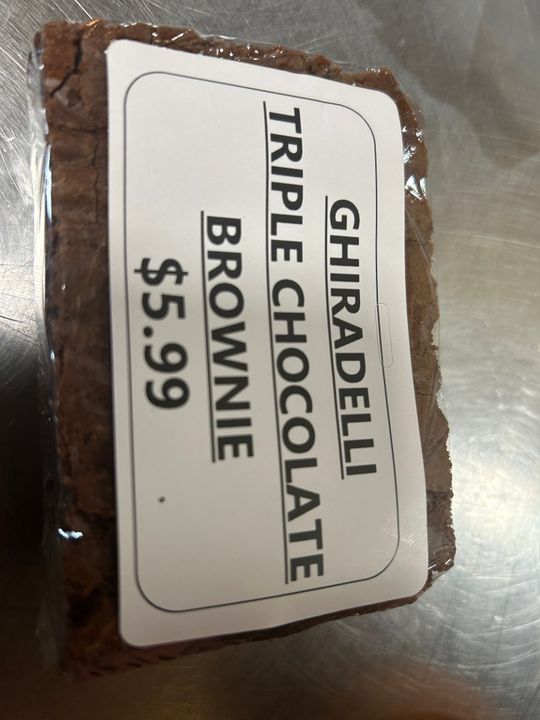 GHIRADELLI
TRIPLE CHOCOLATE
BROWNIE
$5.99